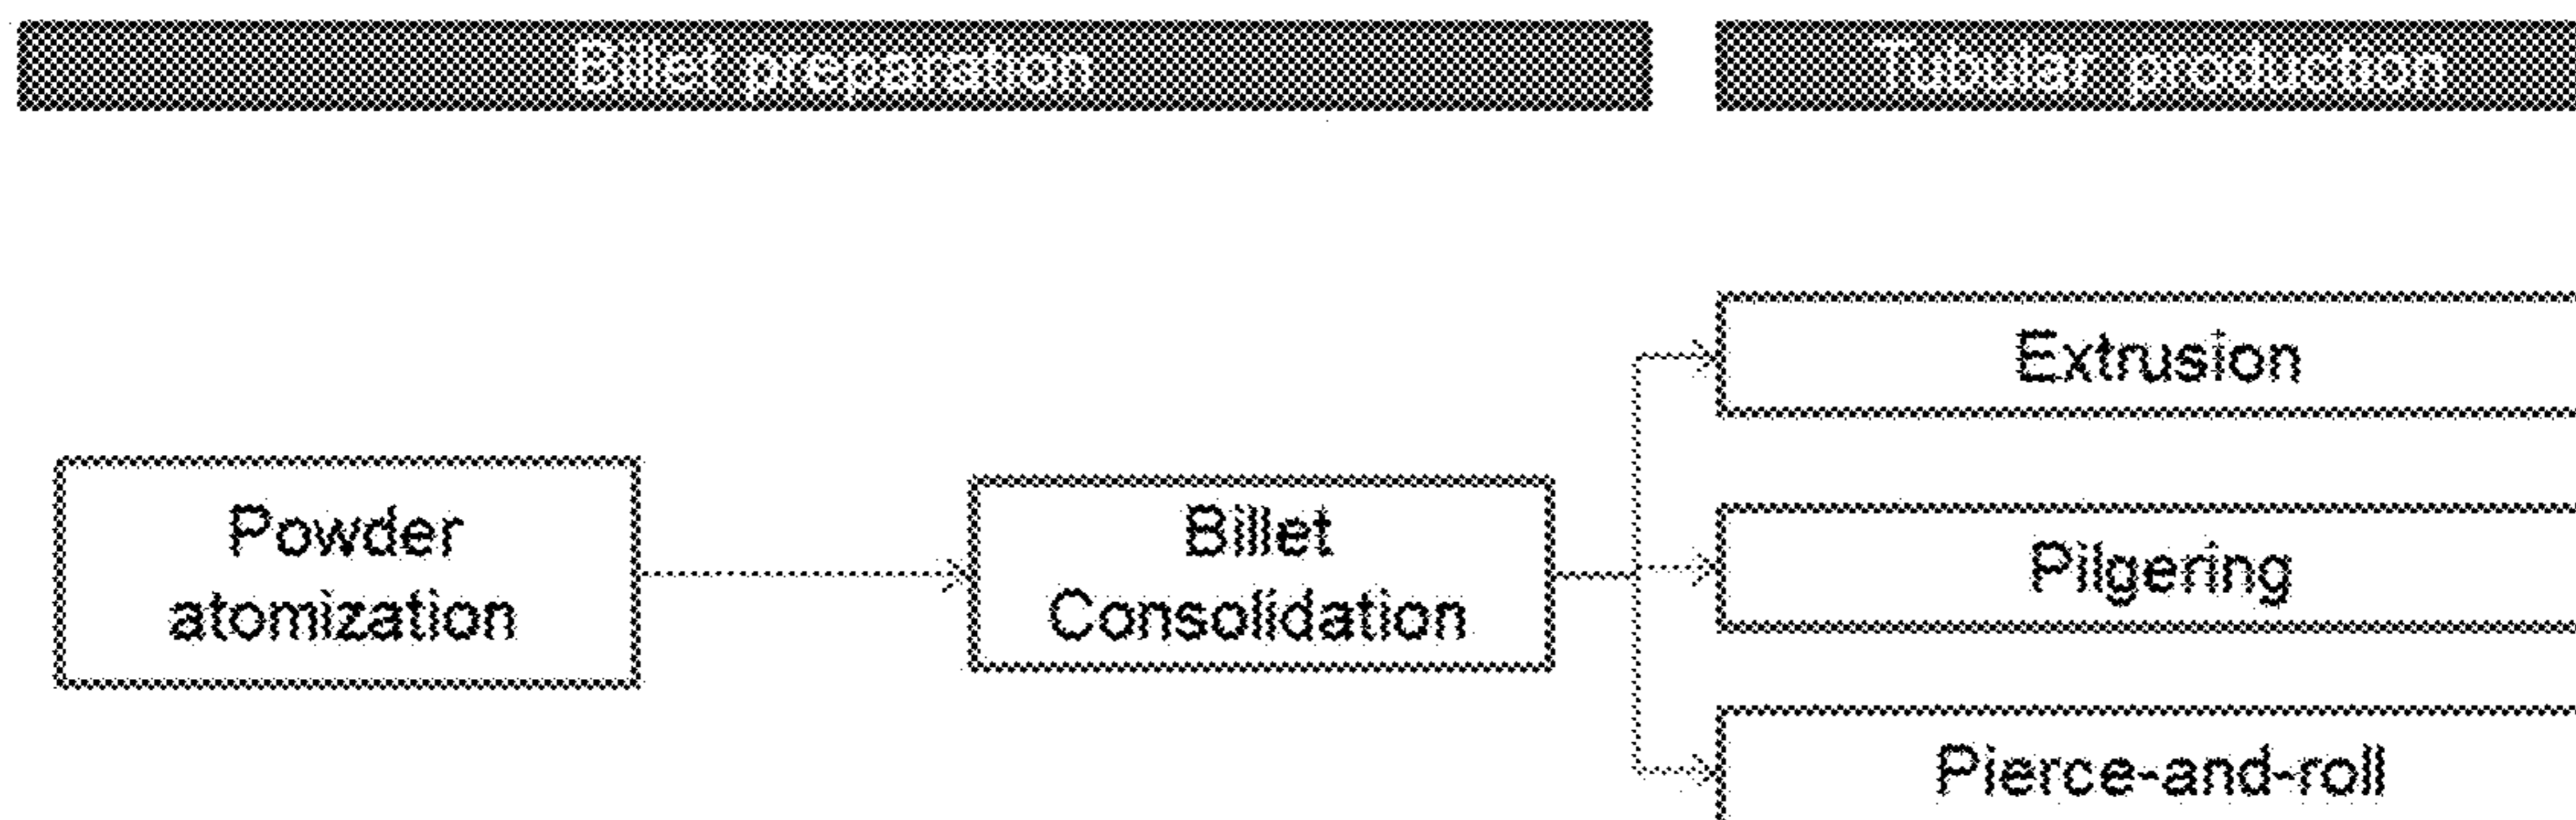 Billet preparation
Tubular production
Extrusion
Powder
atomization
Billet
Consolidation
Pilgering
Pierce-and-roll